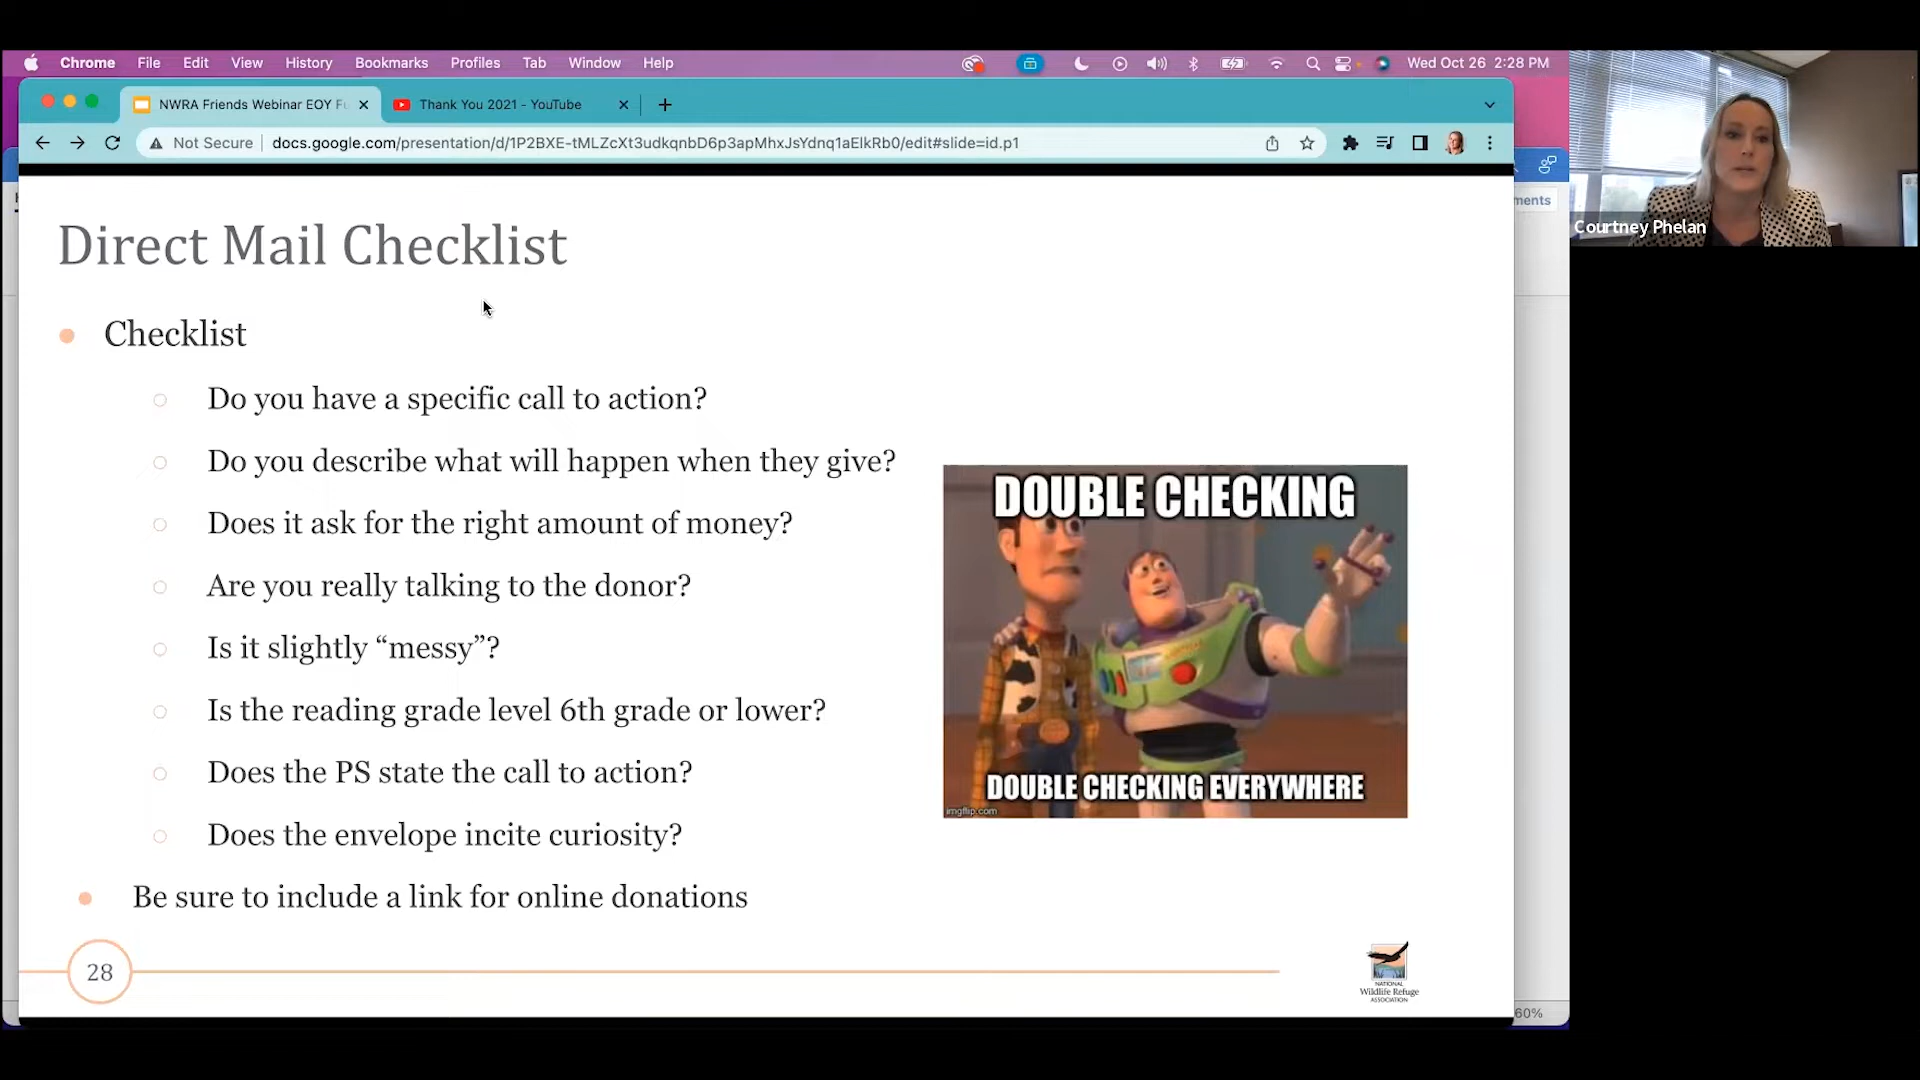 Chrome File Edit View History Bookmarks Profiles Tab Window Help Wed Oct 26 2:28 PM
NWRA Friends Webinar EOY Fu
Thank You 2021 - YouTube
Not Secure docs.google.com/presentation/d/1P2BXE-tMLZcXt3udkqnbD6p3apMhxJsYdnq1aElkRb0/edit#slide=id.p1
ments
Courtney Phelan
Direct Mail Checklist
Checklist
Do you have a specific call to action?
Do you describe what will happen when they give?
Does it ask for the right amount of money?
Are you really talking to the donor?
Is it slightly “messy”?
Is the reading grade level 6th grade or lower?
Does the PS state the call to action?
Does the envelope incite curiosity?
Be sure to include a link for online donations
DOUBLE CHECKING
DOUBLE CHECKING EVERYWHERE
imgflip.com
28
NATIONAL
Wildlife Refuge
ASSOCIATION
60%